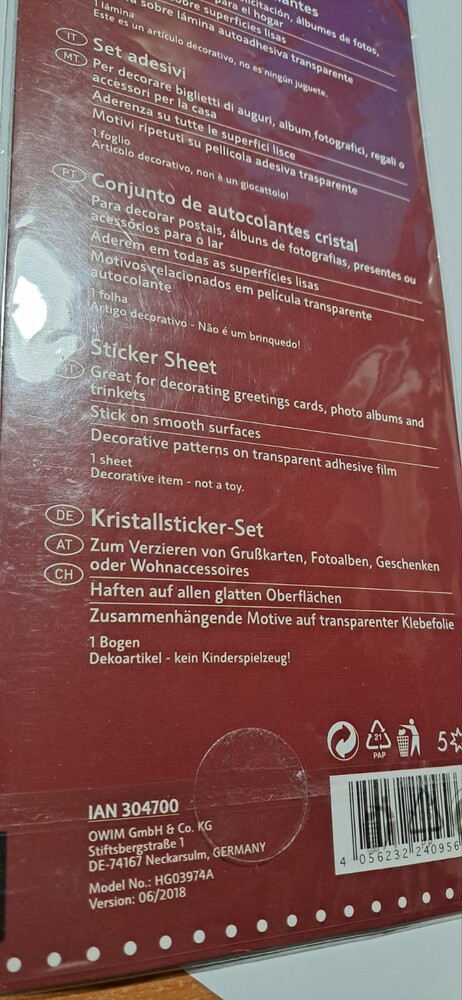 licitación, álbumes de fotos,
para el hogar
sobre superficies lisas
sobre lámina autoadhesiva transparente
1 lámina
Este es un artículo decorativo, no es ningún juguete.
IT
MT
Set adesivi
Per decorare biglietti di auguri, album fotografici, regali o
accessori per la casa
Aderenza su tutte le superfici lisce
Motivi ripetuti su pellicola adesiva trasparente
1 foglio
Articolo decorativo, non è un giocattolo!
PT
Conjunto de autocolantes cristal
Para decorar postais, álbuns de fotografias, presentes ou
acessórios para o lar
Aderem em todas as superfícies lisas
Motivos relacionados em película transparente
autocolante
1 folha
Artigo decorativo - Não é um brinquedo!
MT
Sticker Sheet
Great for decorating greetings cards, photo albums and
trinkets
Stick on smooth surfaces
Decorative patterns on transparent adhesive film
1 sheet
Decorative item - not a toy.
DE
AT
CH
Kristallsticker-Set
Zum Verzieren von Grußkarten, Fotoalben, Geschenken
oder Wohnaccessoires
Haften auf allen glatten Oberflächen
Zusammenhängende Motive auf transparenter Klebefolie
1 Bogen
Dekoartikel - kein Kinderspielzeug!
21
PAP
5
IAN 304700
OWIM GmbH & Co. KG
Stiftsbergstraße 1
DE-74167 Neckarsulm, GERMANY
Model No.: HG03974A
Version: 06/2018
4 056232 240956